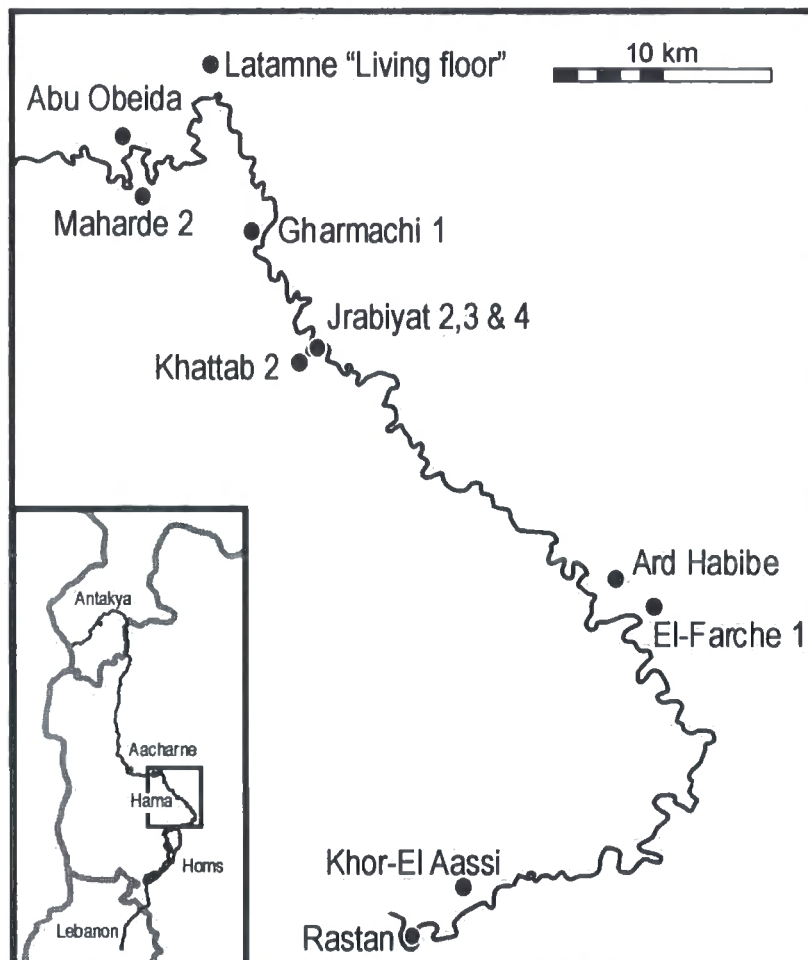 Latamne “Living floor”
10 km
Abu Obeida
Maharde 2
Gharmachi 1
Jrabiyat 2,3 & 4
Khattab 2
Ard Habibe
El-Farche 1
Antakya
Aacharne
Hama
Homs
Lebanon
Khor-El Aassi
Rastan